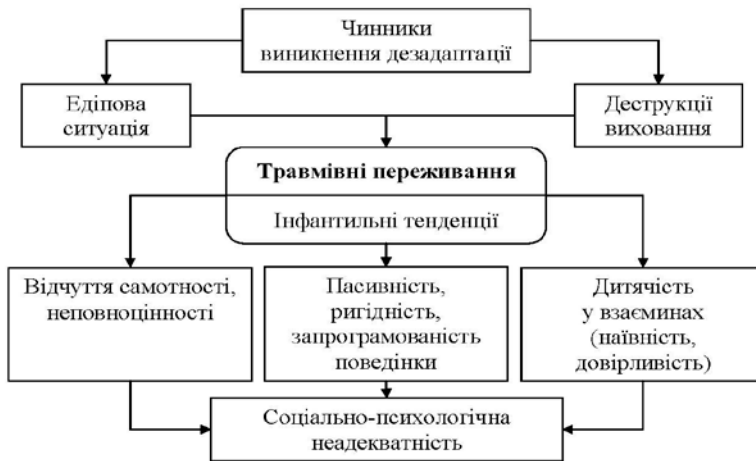 Чинники
виникнення дезадаптації
Едіпова
ситуація
Деструкції
виховання
Травмівні переживання
Інфантильні тенденції
Відчуття самотності,
неповноцінності
Пасивність,
ригідність,
запрограмованість
поведінки
Дитячість
у взаєминах
(наївність,
довірливість)
Соціально-психологічна
неадекватність